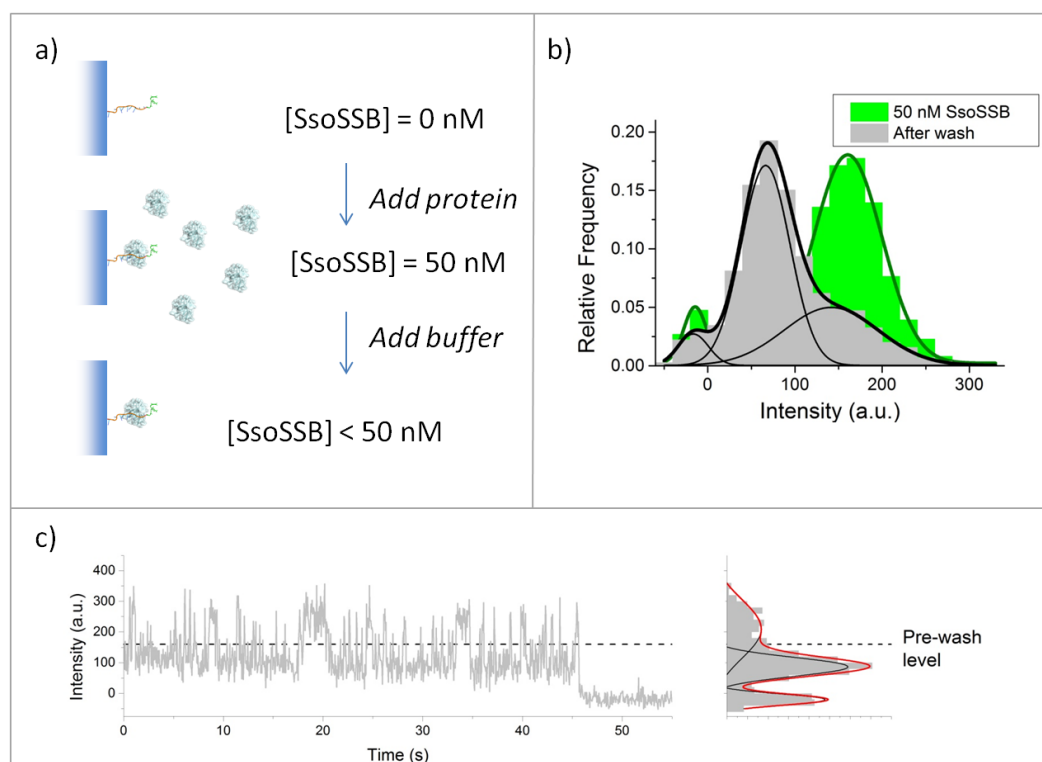 a)
[SsoSSB] = 0 nM
Add protein
[SsoSSB] = 50 nM
Add buffer
[SsoSSB] < 50 nM
b)
50 nM SsoSSB
After wash
0.20
0.15
0.10
0.05
0.00
Relative Frequency
0 100 200 300
Intensity (a.u.)
c)
400
300
200
100
0
Intensity (a.u.)
0 10 20 30 40 50
Time (s)
Pre-wash
level